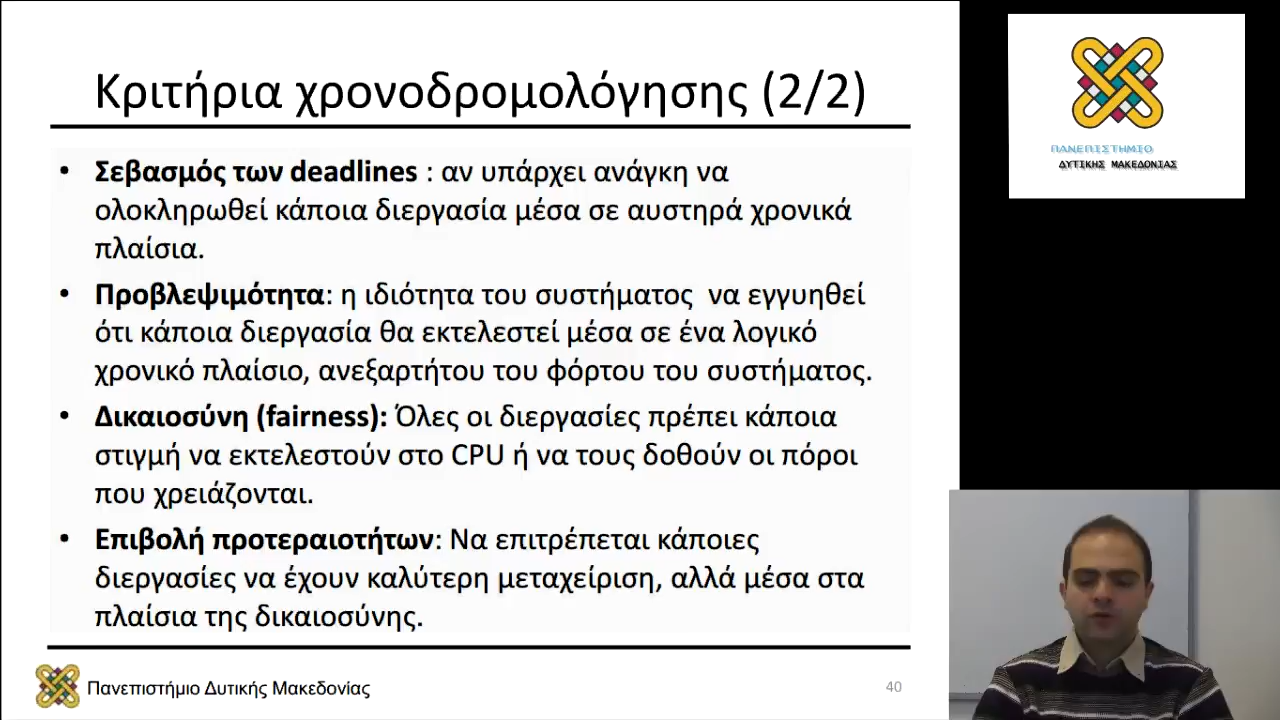 Κριτήρια χρονοδρομολόγησης (2/2)
• Σεβασμός των deadlines : αν υπάρχει ανάγκη να
ολοκληρωθεί κάποια διεργασία μέσα σε αυστηρά χρονικά
πλαίσια.
• Προβλεψιμότητα: η ιδιότητα του συστήματος να εγγυηθεί
ότι κάποια διεργασία θα εκτελεστεί μέσα σε ένα λογικό
χρονικό πλαίσιο, ανεξαρτήτου του φόρτου του συστήματος.
• Δικαιοσύνη (fairness): Όλες οι διεργασίες πρέπει κάποια
στιγμή να εκτελεστούν στο CPU ή να τους δοθούν οι πόροι
που χρειάζονται.
• Επιβολή προτεραιοτήτων: Να επιτρέπεται κάποιες
διεργασίες να έχουν καλύτερη μεταχείριση, αλλά μέσα στα
πλαίσια της δικαιοσύνης.
Πανεπιστήμιο Δυτικής Μακεδονίας
40
ΠΑΝΕΠΙΣΤΗΜΙΟ
ΔΥΤΙΚΗΣ ΜΑΚΕΔΟΝΙΑΣ